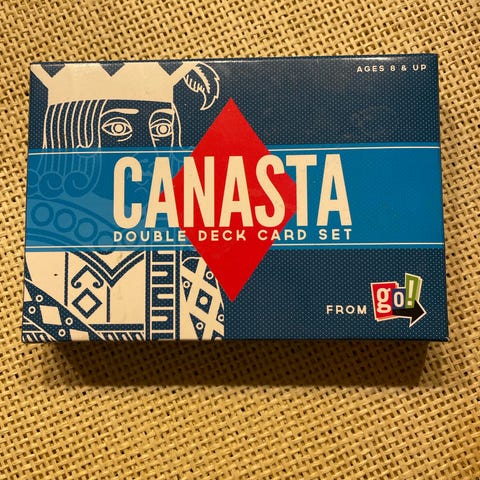 AGES 8 & UP
CANASTA
DOUBLE DECK CARD SET
FROM go!